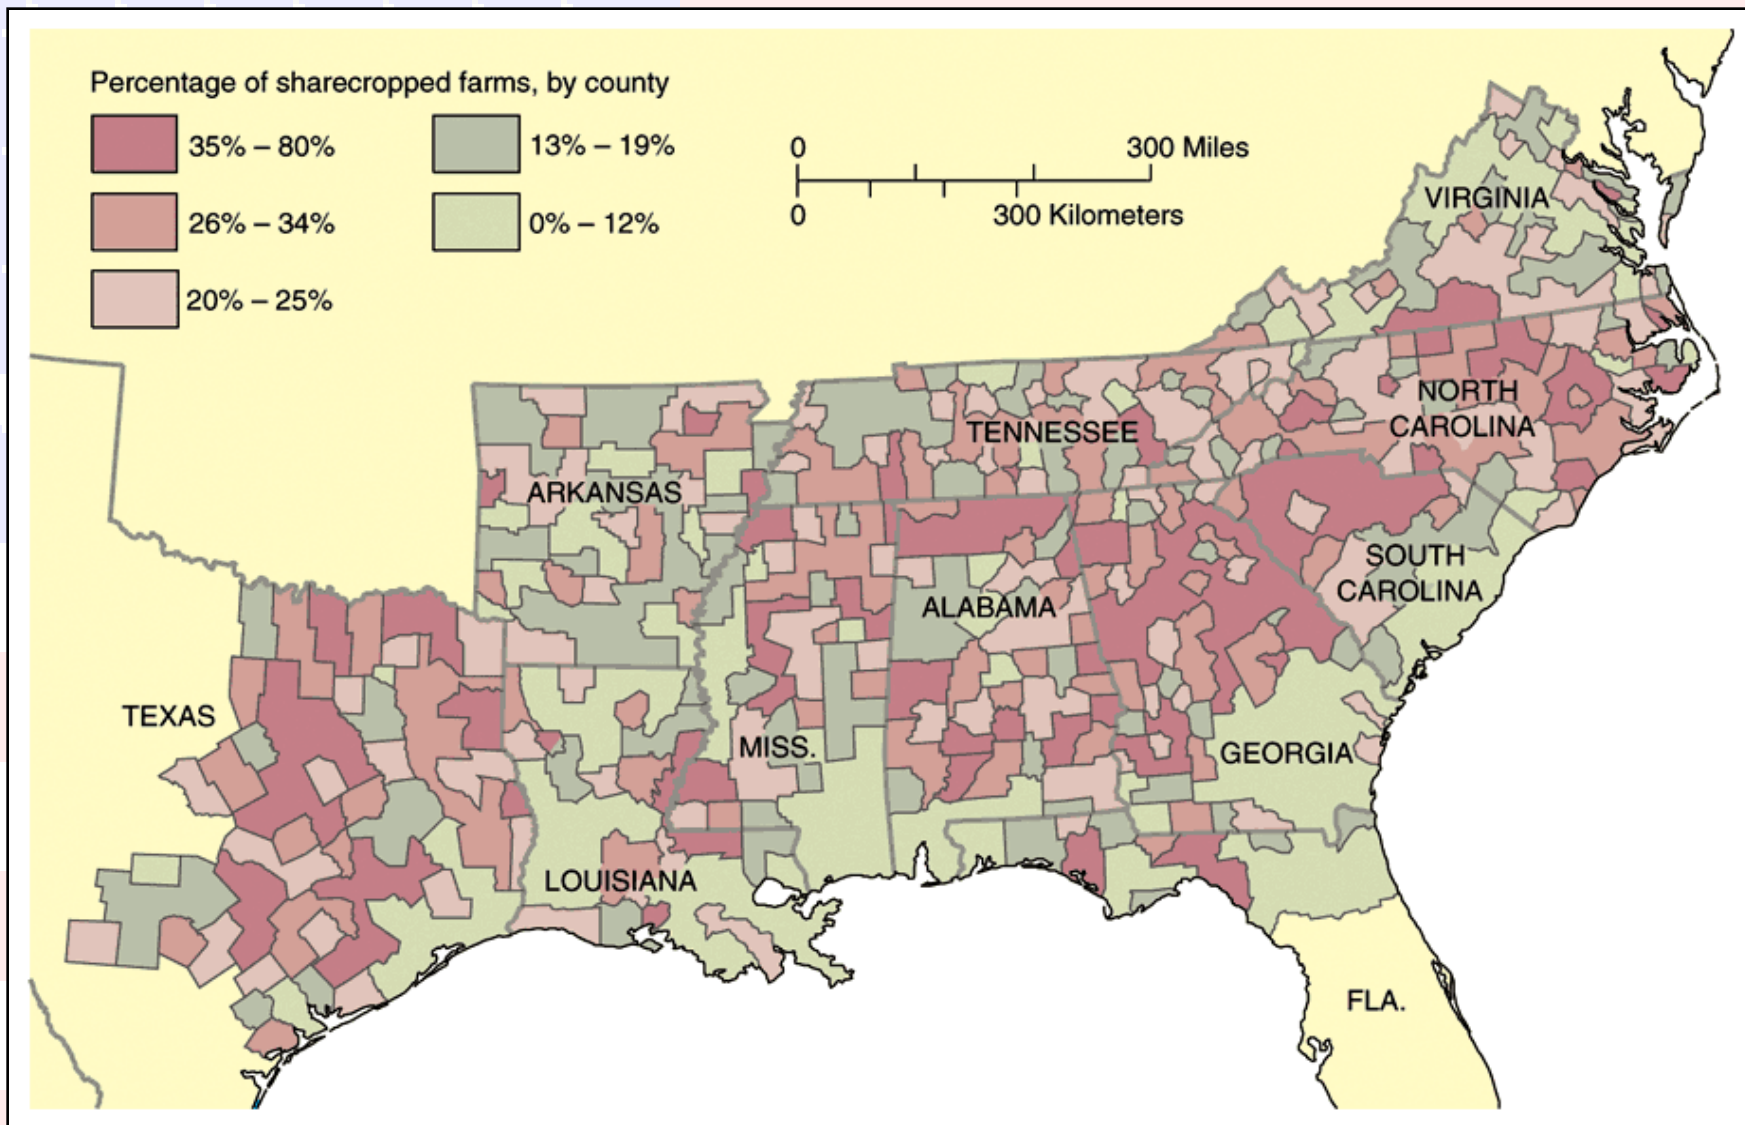 Percentage of sharecropped farms, by county
35% – 80%
13% – 19%
26% – 34%
0% – 12%
20% – 25%
0
300 Miles
0
300 Kilometers
VIRGINIA
NORTH
CAROLINA
TENNESSEE
ARKANSAS
SOUTH
CAROLINA
ALABAMA
TEXAS
MISS.
GEORGIA
LOUISIANA
FLA.